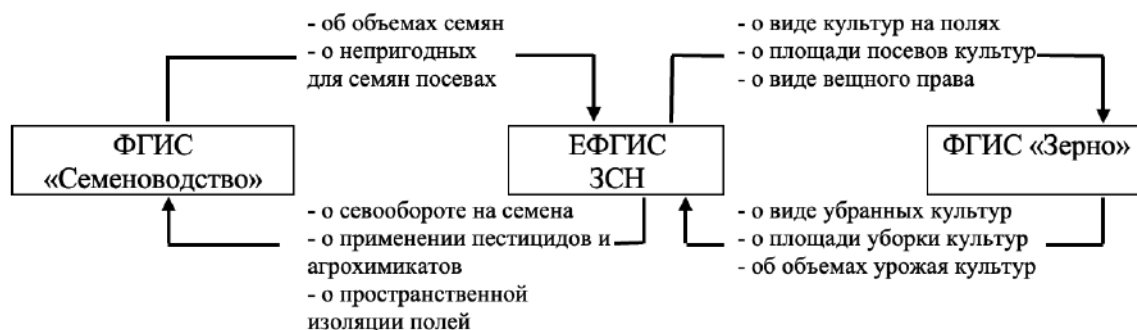 - об объемах семян
- о непригодных
для семян посевах
- о виде культур на полях
- о площади посевов культур
- о виде вещного права
ФГИС
«Семеноводство»
ЕФГИС
ЗСН
ФГИС «Зерно»
- о севообороте на семена
- о применении пестицидов и
агрохимикатов
- о пространственной
изоляции полей
- о виде убранных культур
- о площади уборки культур
- об объемах урожая культур